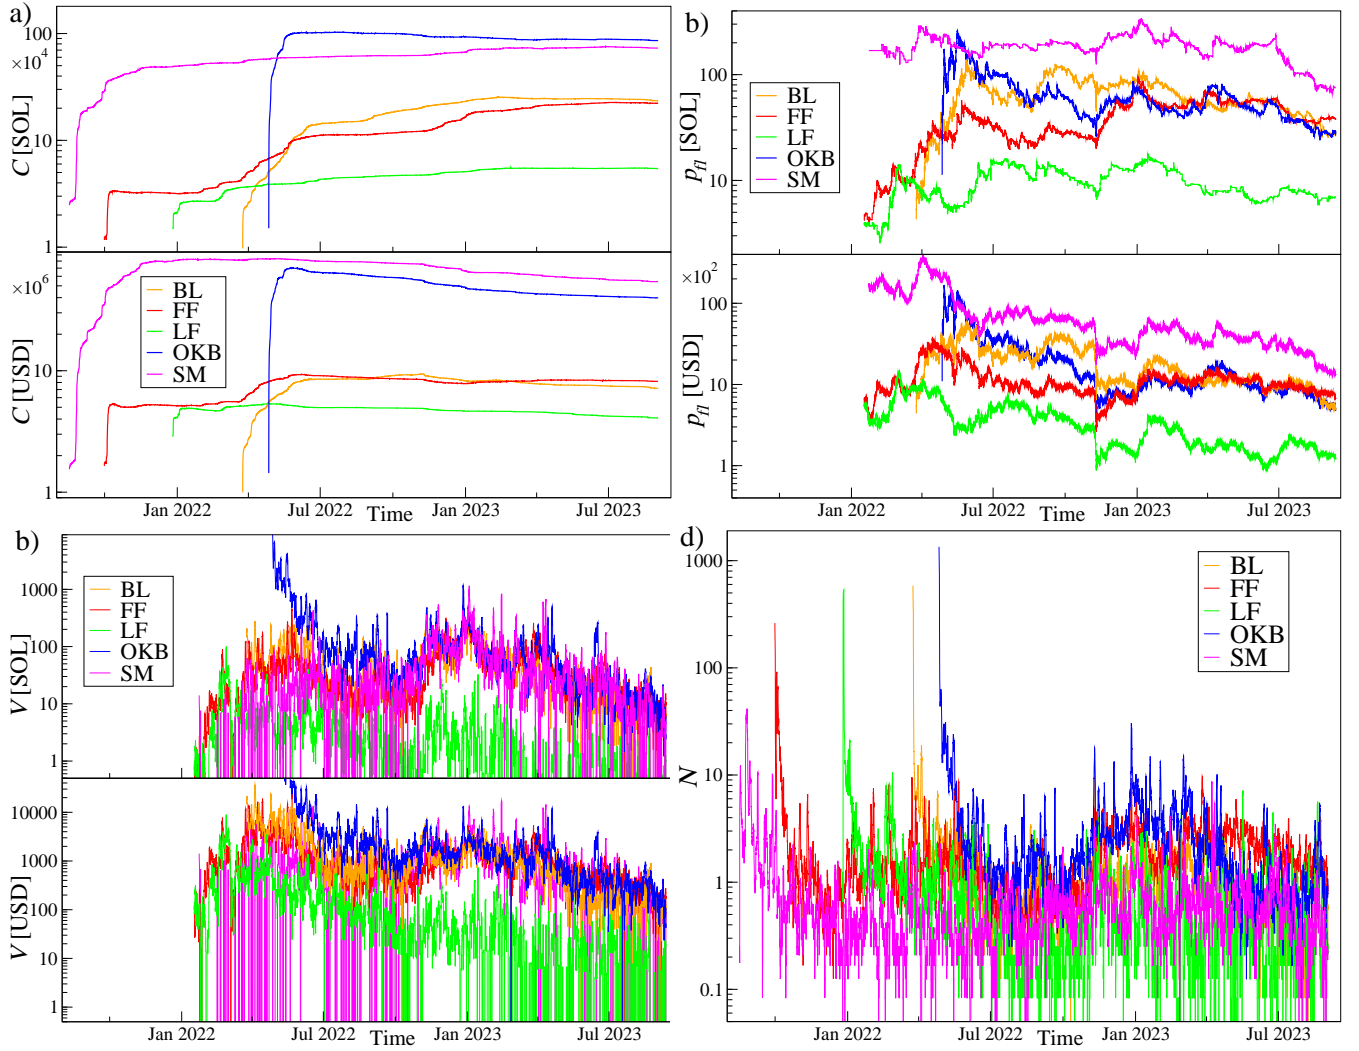 a)
100
×10⁴
10
1
C [SOL]
×10⁶
10
1
C [USD]
BL
FF
LF
OKB
SM
Jan 2022
Jul 2022
Time
Jan 2023
Jul 2023
b)
100
10
p_fl [SOL]
BL
FF
LF
OKB
SM
×10²
100
10
1
p_fl [USD]
Jan 2022
Jul 2022
Time
Jan 2023
Jul 2023
b)
1000
100
10
1
V [SOL]
BL
FF
LF
OKB
SM
10000
1000
100
10
1
V [USD]
Jan 2022
Jul 2022
Time
Jan 2023
Jul 2023
d)
1000
100
10
1
0.1
N
BL
FF
LF
OKB
SM
Jan 2022
Jul 2022
Time
Jan 2023
Jul 2023